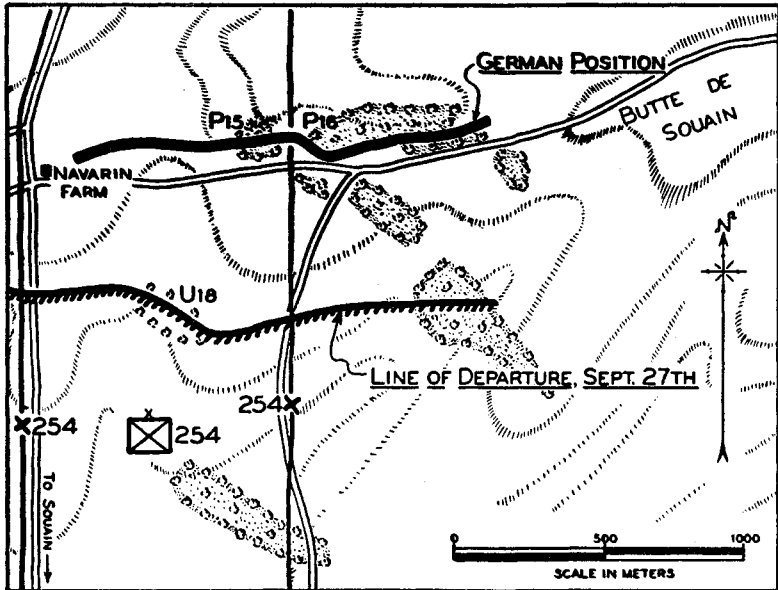 GERMAN POSITION
P15
P16
BUTTE DE
SOUAIN
NAVARIN
FARM
N
U18
LINE OF DEPARTURE, SEPT. 27TH
254
254
254
TO SOUAIN
0
500
1000
SCALE IN METERS